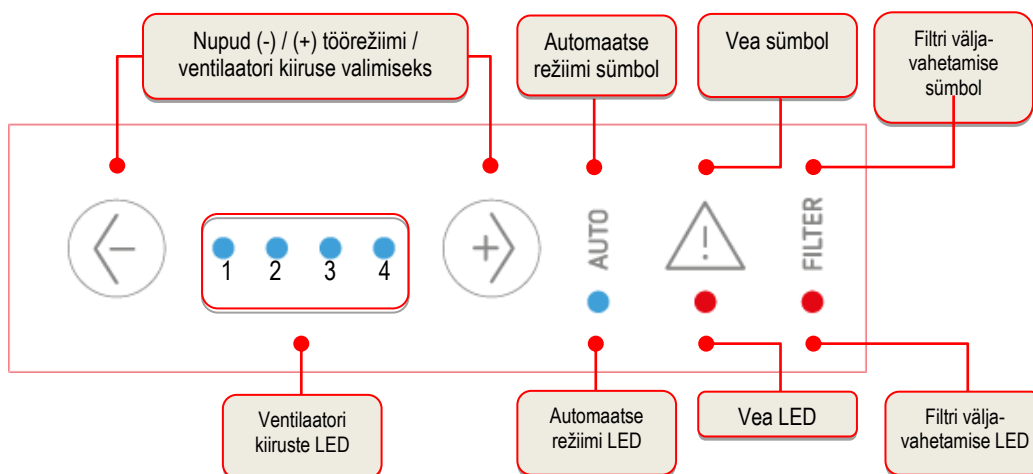 Nupud (-) / (+) töörežiimi /
ventilaatori kiiruse valimiseks
Automaatse
režiimi sümbol
Vea sümbol
Filtri välja-
vahetamise
sümbol
1 2 3 4
AUTO
FILTER
Ventilaatori
kiiruste LED
Automaatse
režiimi LED
Vea LED
Filtri välja-
vahetamise LED